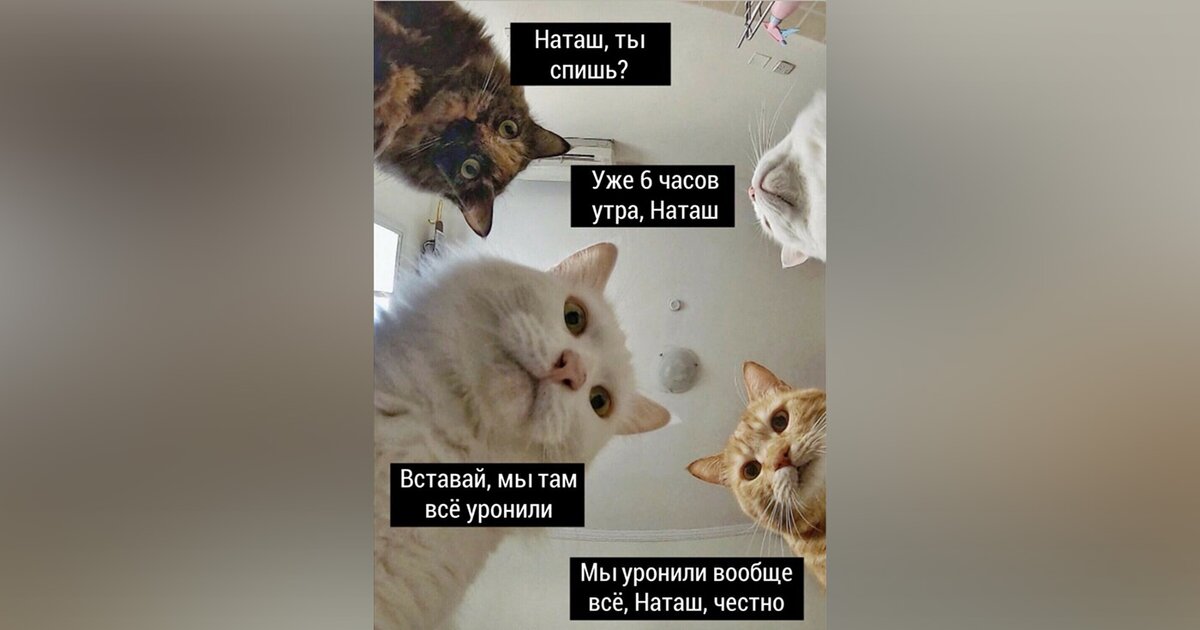 Наташ, ты
спишь?
Уже 6 часов
утра, Наташ
Вставай, мы там
всё уронили
Мы уронили вообще
всё, Наташ, честно